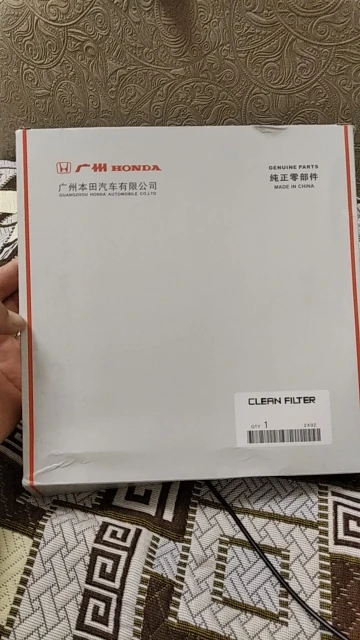 广州 HONDA
广州本田汽车有限公司
GUANGZHOU HONDA AUTOMOBILE CO.,LTD
GENUINE PARTS
纯正零部件
MADE IN CHINA
CLEAN FILTER
QTY 1